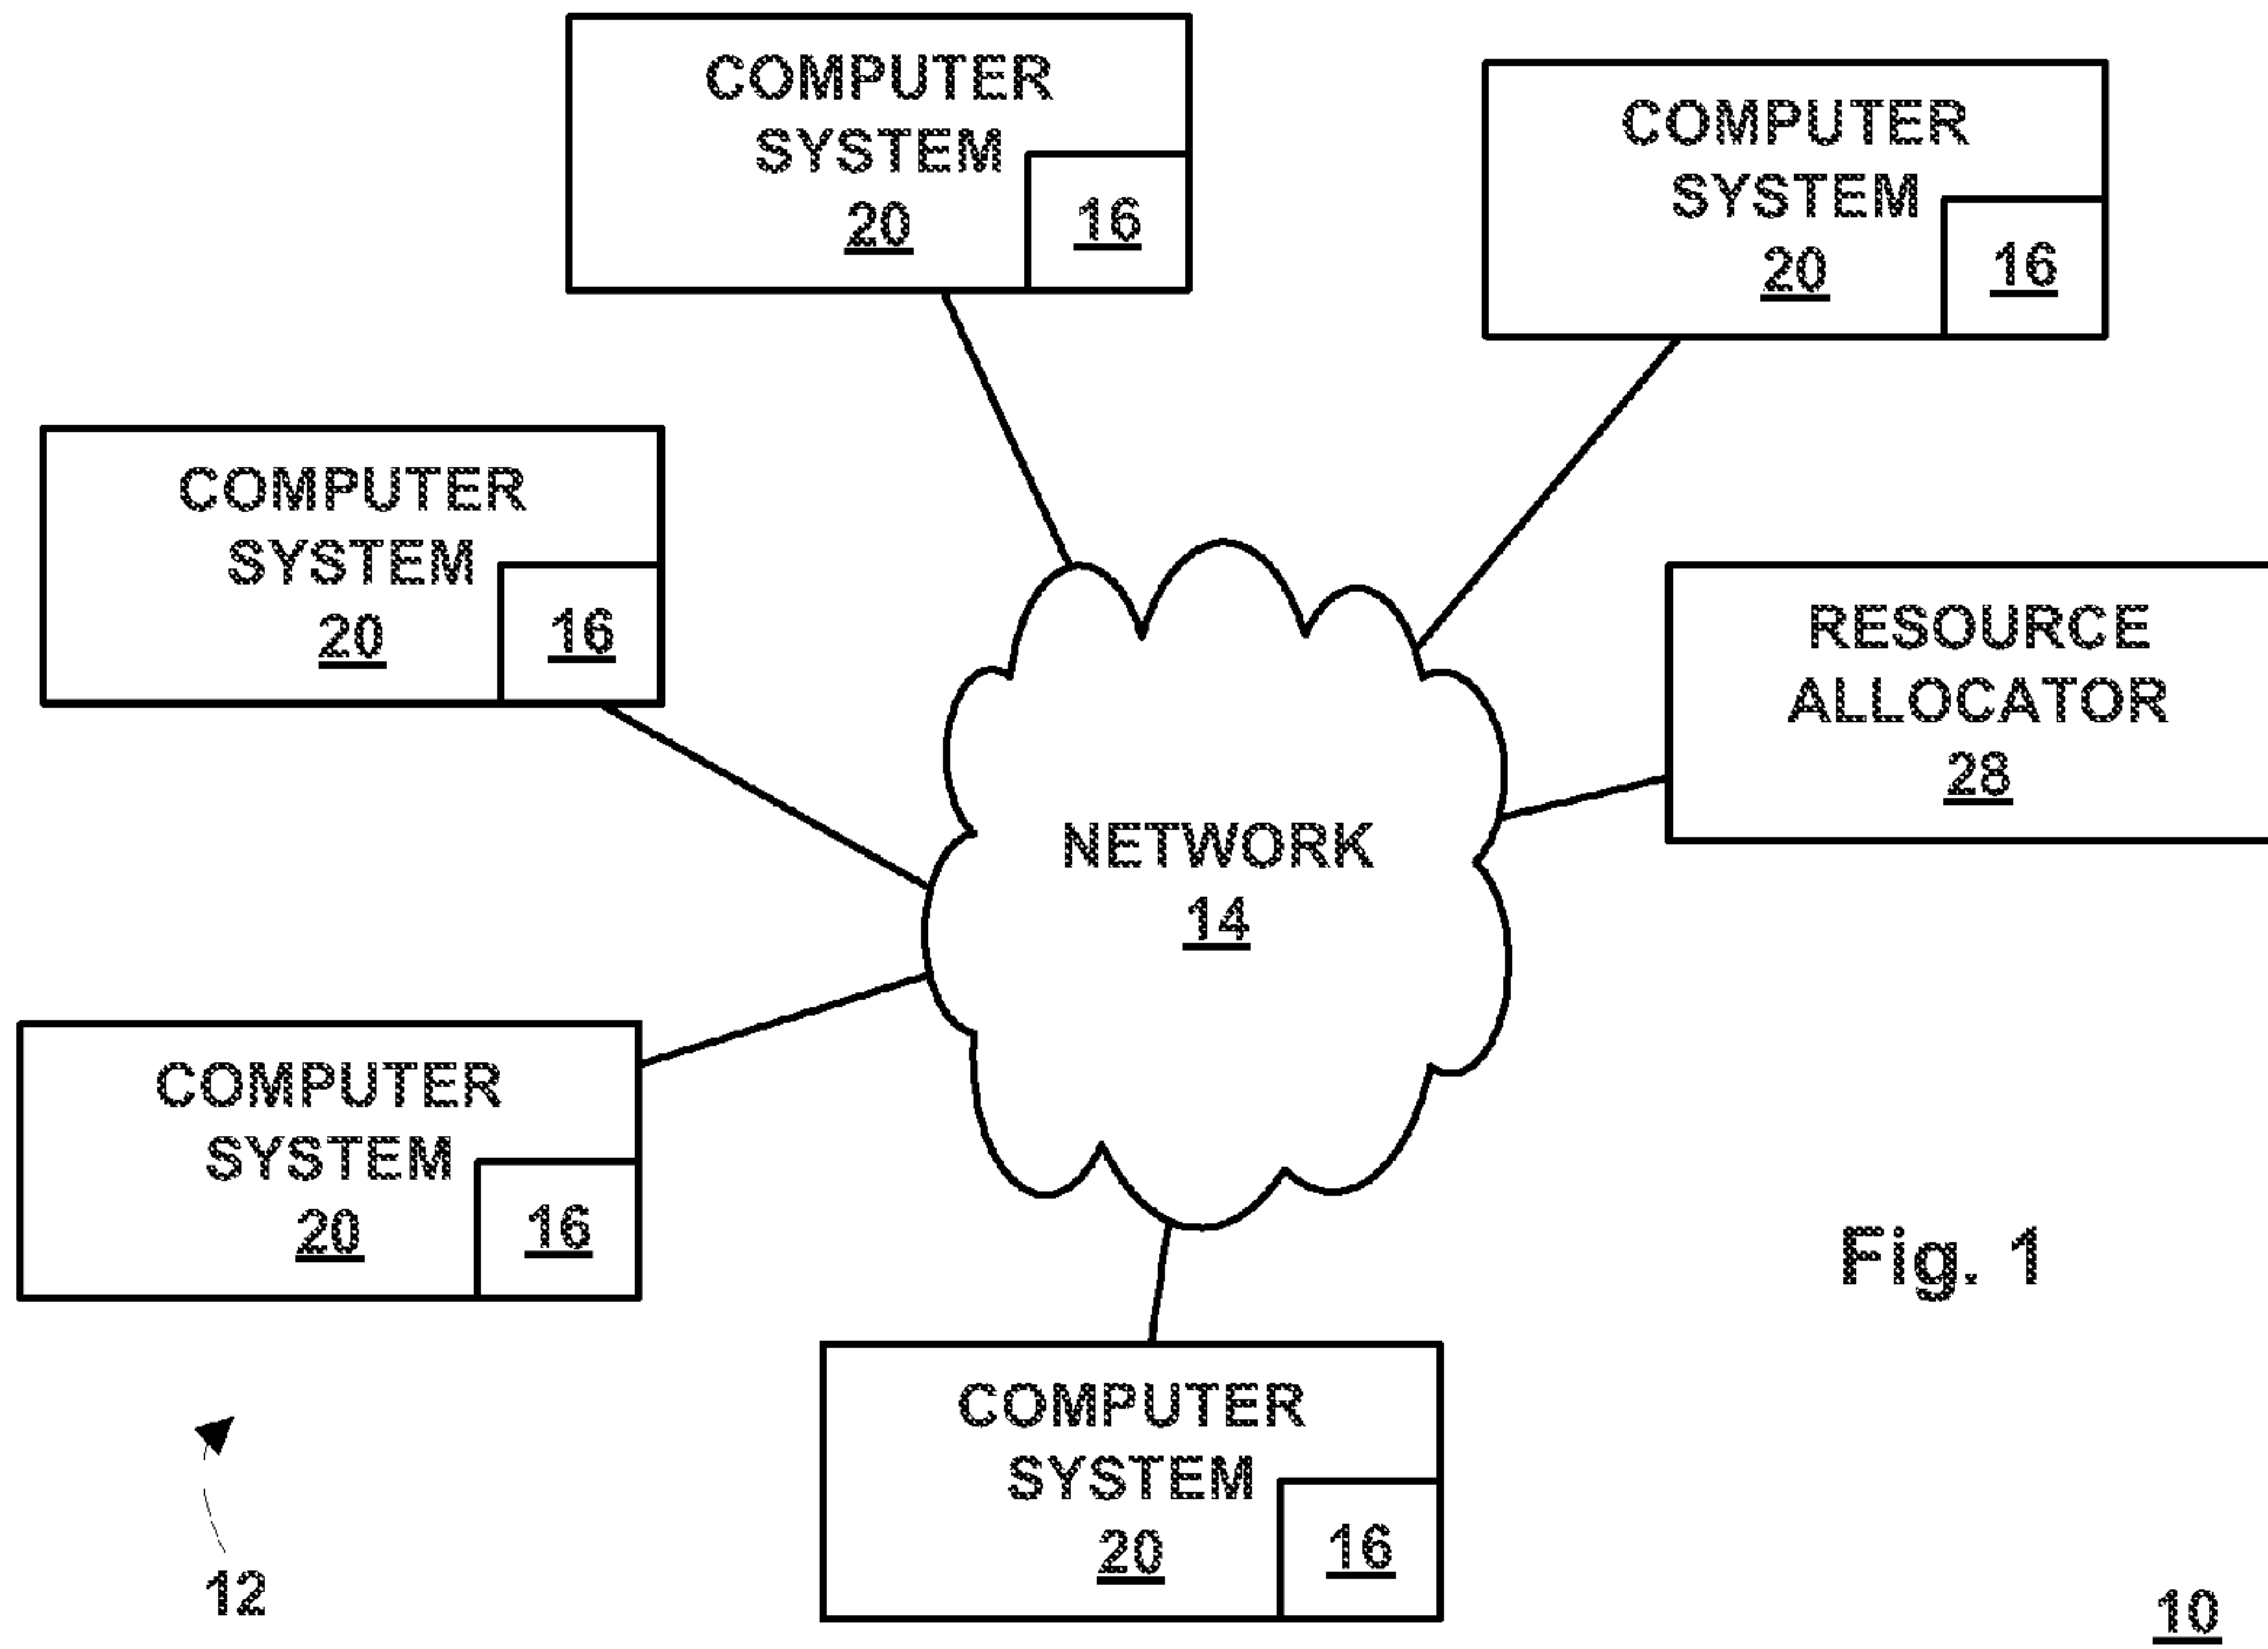 COMPUTER
SYSTEM
20
16
COMPUTER
SYSTEM
20
16
COMPUTER
SYSTEM
20
16
RESOURCE
ALLOCATOR
28
NETWORK
14
COMPUTER
SYSTEM
20
16
Fig. 1
COMPUTER
SYSTEM
20
16
12
10